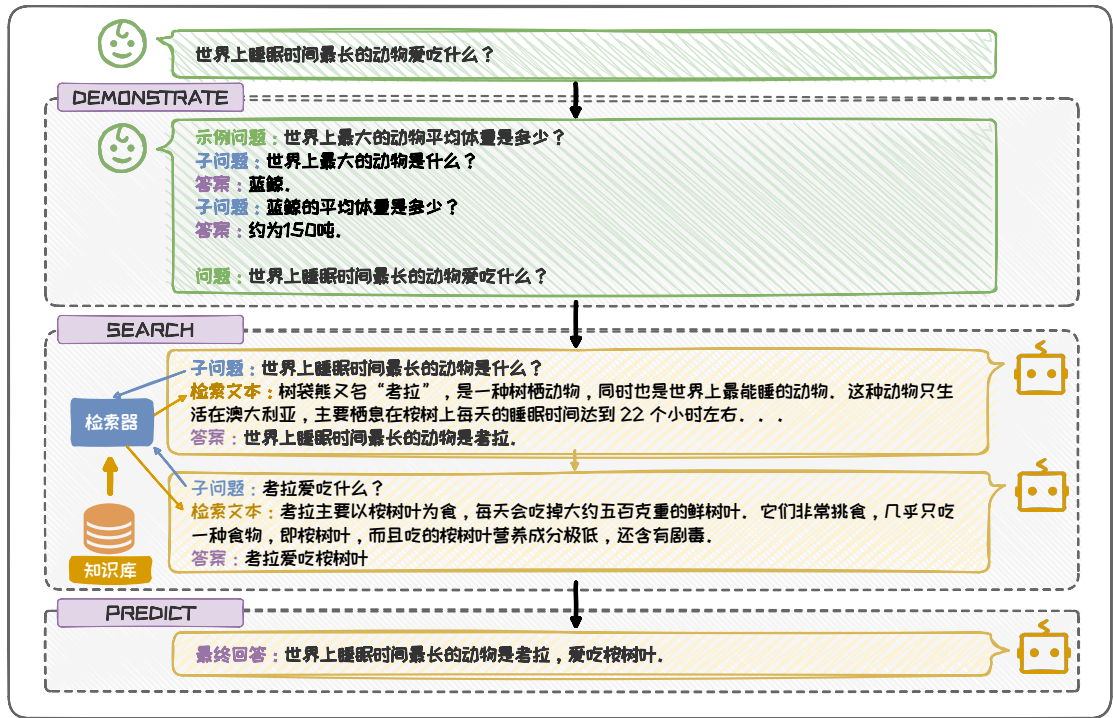 世界上睡眠时间最长的动物爱吃什么？
DEMONSTRATE
示例问题：世界上最大的动物平均体重是多少？
子问题：世界上最大的动物是什么？
答案：蓝鲸.
子问题：蓝鲸的平均体重是多少？
答案：约为150吨.
问题：世界上睡眠时间最长的动物爱吃什么？
SEARCH
子问题：世界上睡眠时间最长的动物是什么？
检索文本：树袋熊又名“考拉”，是一种树栖动物，同时也是世界上最能睡的动物. 这种动物只生
活在澳大利亚，主要栖息在桉树上每天的睡眠时间达到 22 个小时左右. . .
答案：世界上睡眠时间最长的动物是考拉.
检索器
子问题：考拉爱吃什么？
检索文本：考拉主要以桉树叶为食，每天会吃掉大约五百克重的鲜树叶. 它们非常挑食，几乎只吃
一种食物，即桉树叶，而且吃的桉树叶营养成分极低，还含有剧毒.
答案：考拉爱吃桉树叶
知识库
PREDICT
最终回答：世界上睡眠时间最长的动物是考拉，爱吃桉树叶.